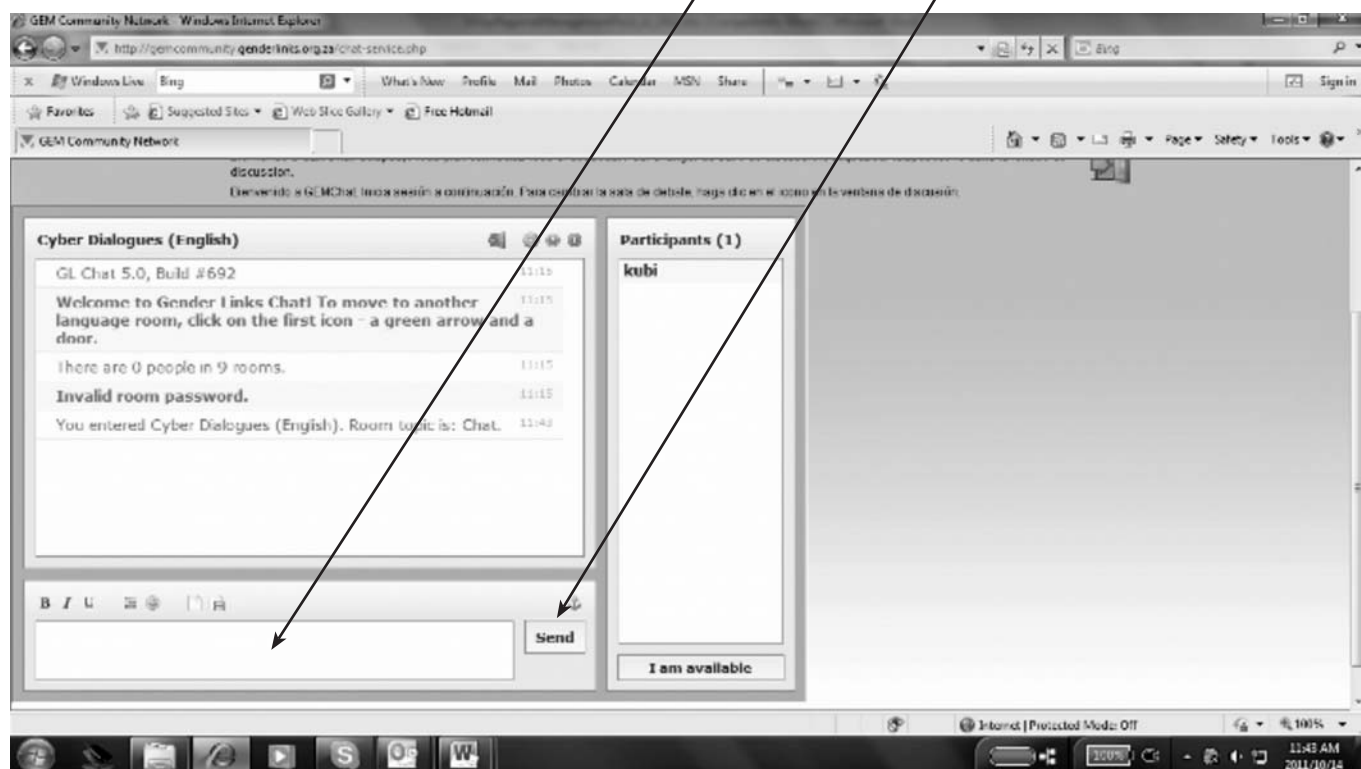 GEM Community Network - Windows Internet Explorer
http://gemcommunity.genderlinks.org.za/chat-service.php
Bing
x Windows Live Bing What's New Profile Mail Photos Calendar MSN Share Sign in
Favorites Suggested Sites Web Slice Gallery Free Hotmail
GEM Community Network Page Safety Tools
discussion.
Bienvenido a GEMChat. Inicia sesión a continuación. Para cambiar la sala de debate, haga clic en el icono en la ventana de discusión.
Cyber Dialogues (English)
GL Chat 5.0, Build #692 11:15
Welcome to Gender Links Chat! To move to another 11:15
language room, click on the first icon - a green arrow and a
door.
There are 0 people in 9 rooms. 11:15
Invalid room password. 11:15
You entered Cyber Dialogues (English). Room topic is: Chat. 11:43
Participants (1)
kubi
B I U
Send
I am available
Internet | Protected Mode: Off 100%
100%
11:43 AM
2011/10/14